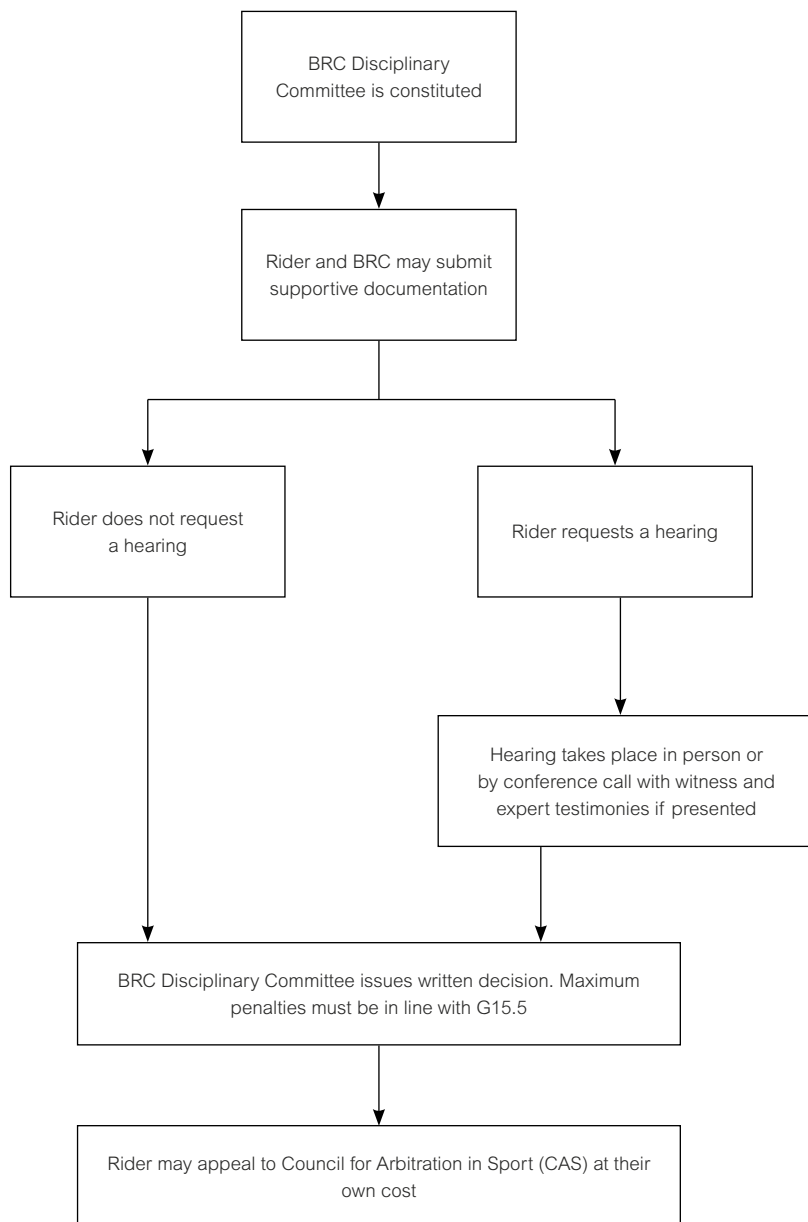 BRC Disciplinary
Committee is constituted
Rider and BRC may submit
supportive documentation
Rider does not request
a hearing
Rider requests a hearing
Hearing takes place in person or
by conference call with witness and
expert testimonies if presented
BRC Disciplinary Committee issues written decision. Maximum
penalties must be in line with G15.5
Rider may appeal to Council for Arbitration in Sport (CAS) at their
own cost